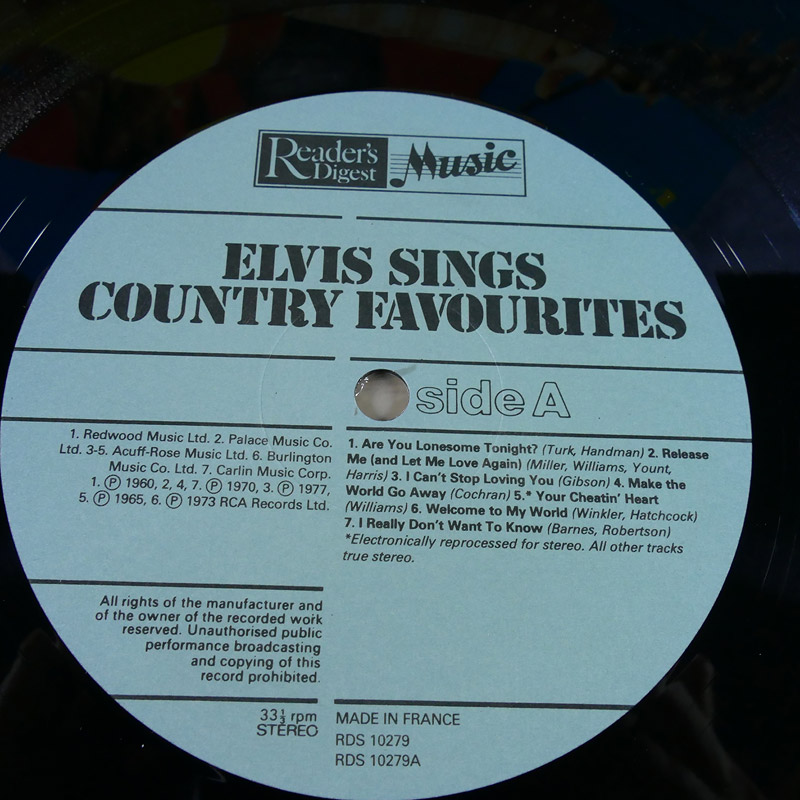 Reader's Digest Music
ELVIS SINGS
COUNTRY FAVOURITES
side A
1. Redwood Music Ltd. 2. Palace Music Co.
Ltd. 3-5. Acuff-Rose Music Ltd. 6. Burlington
Music Co. Ltd. 7. Carlin Music Corp.
1. Ⓟ 1960, 2, 4, 7. Ⓟ 1970, 3. Ⓟ 1977,
5. Ⓟ 1965, 6. Ⓟ 1973 RCA Records Ltd.
1. Are You Lonesome Tonight? (Turk, Handman) 2. Release
Me (and Let Me Love Again) (Miller, Williams, Yount,
Harris) 3. I Can't Stop Loving You (Gibson) 4. Make the
World Go Away (Cochran) 5.* Your Cheatin' Heart
(Williams) 6. Welcome to My World (Winkler, Hatchcock)
7. I Really Don't Want To Know (Barnes, Robertson)
*Electronically reprocessed for stereo. All other tracks
true stereo.
All rights of the manufacturer and
of the owner of the recorded work
reserved. Unauthorised public
performance broadcasting
and copying of this
record prohibited.
33⅓ rpm
STEREO
MADE IN FRANCE
RDS 10279
RDS 10279A